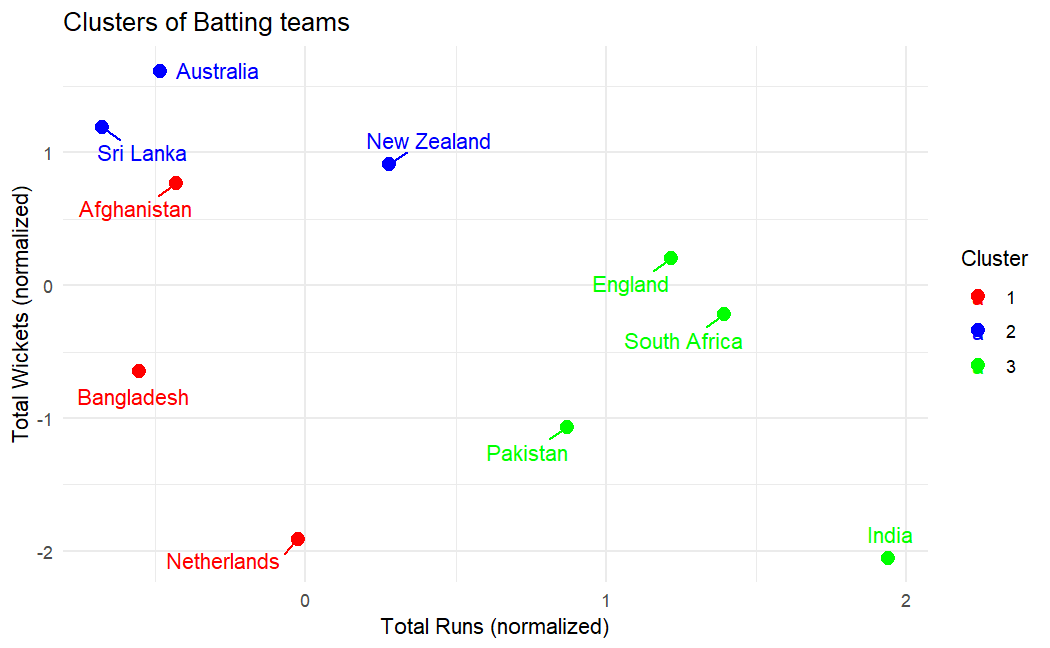 Clusters of Batting teams
Australia
Sri Lanka
New Zealand
Afghanistan
England
South Africa
Bangladesh
Pakistan
Netherlands
India
Total Wickets (normalized)
1
0
-1
-2
0
1
2
Total Runs (normalized)
Cluster
1
2
3